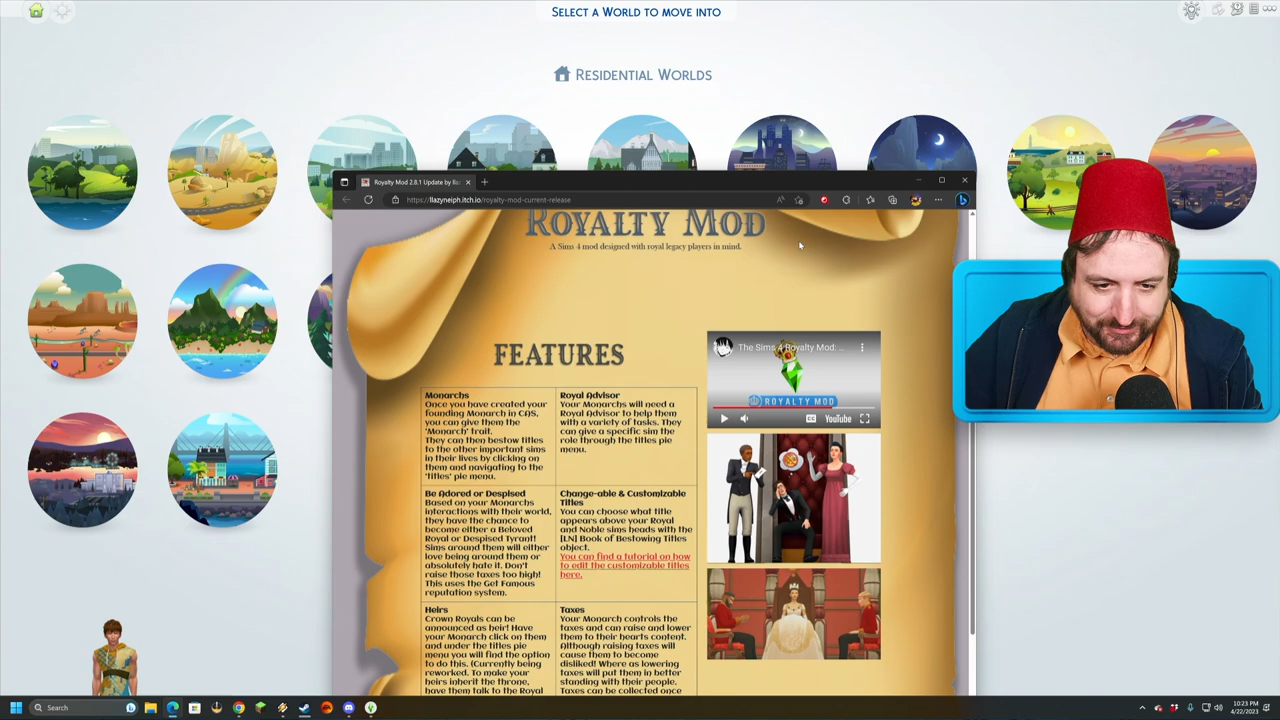 Select a World to move into
Residential Worlds
Royalty Mod 2.8.1 Update by lla
https://llazyneiph.itch.io/royalty-mod-current-release
Royalty Mod
A Sims 4 mod designed with royal legacy players in mind.
FEATURES
Monarchs
Once you have created your
founding Monarch in CAS,
you can give them the
'Monarch' trait.
They can then bestow titles
to the other important sims
in their lives by clicking on
them and navigating to the
'titles' pie menu.
Royal Advisor
Your Monarchs will need a
Royal Advisor to help them
with a variety of tasks. They
can give a specific sim the
role through the titles pie
menu.
Be Adored or Despised
Based on your Monarchs
interactions with their world,
they have the chance to
become either a Beloved
Royal or Despised Tyrant!
Sims around them will either
love being around them or
absolutely hate it. Don't
raise those taxes too high!
This uses the Get Famous
reputation system.
Change-able & Customizable
Titles
You can choose what title
appears above your Royal
and Noble sims heads with the
[LN] Book of Bestowing Titles
object.
You can find a tutorial on how
to edit the customizable titles
here.
Heirs
Crown Royals can be
announced as heir! Have
your Monarch click on them
and under the titles pie
menu you will find the option
to do this. (Currently being
reworked. To make your
heirs inherit the throne,
have them talk to the Royal
Taxes
Your Monarch controls the
taxes and can raise and lower
them to their hearts content.
Although raising taxes will
cause them to become
disliked! Where as lowering
taxes will put them in better
standing with their people.
Taxes can be collected once
The Sims 4 Royalty Mod: ...
ROYALTY MOD
CC
YouTube
Search
10:23 PM
4/22/2023